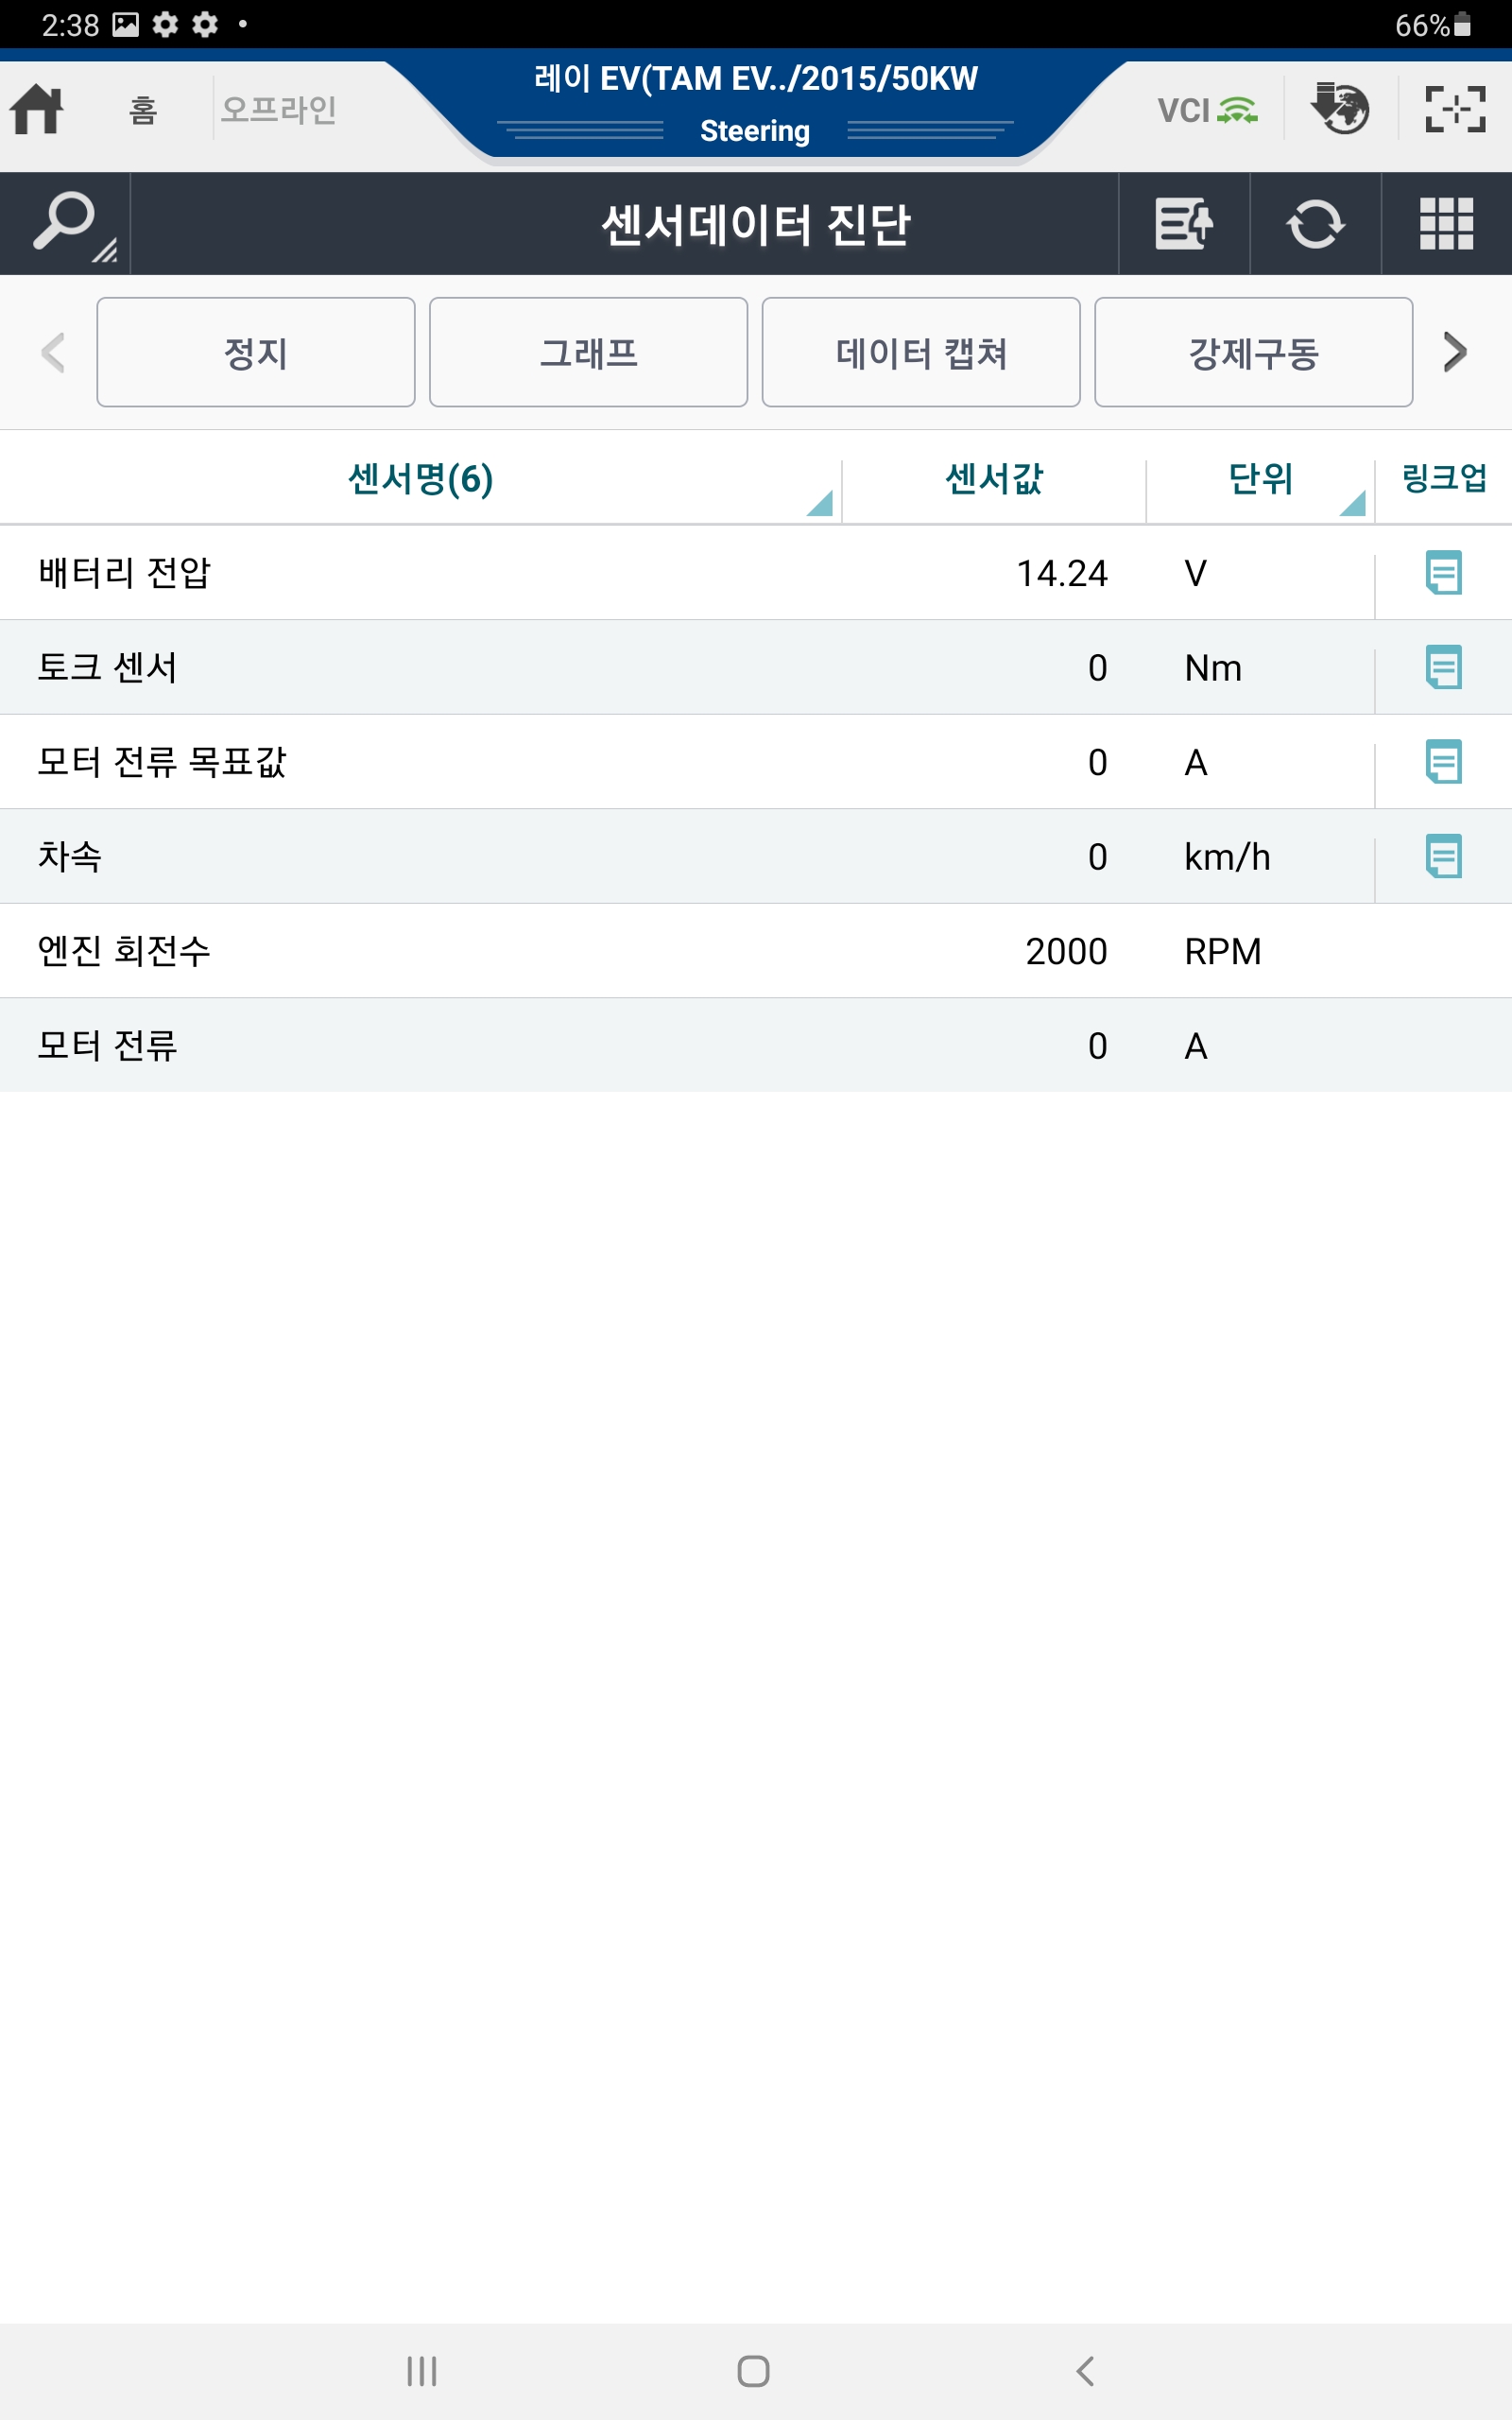 2:38 66%
홈 오프라인 레이 EV(TAM EV../2015/50KW VCI
Steering
센서데이터 진단
정지 그래프 데이터 캡쳐 강제구동
센서명(6) 센서값 단위 링크업
배터리 전압 14.24 V
토크 센서 0 Nm
모터 전류 목표값 0 A
차속 0 km/h
엔진 회전수 2000 RPM
모터 전류 0 A